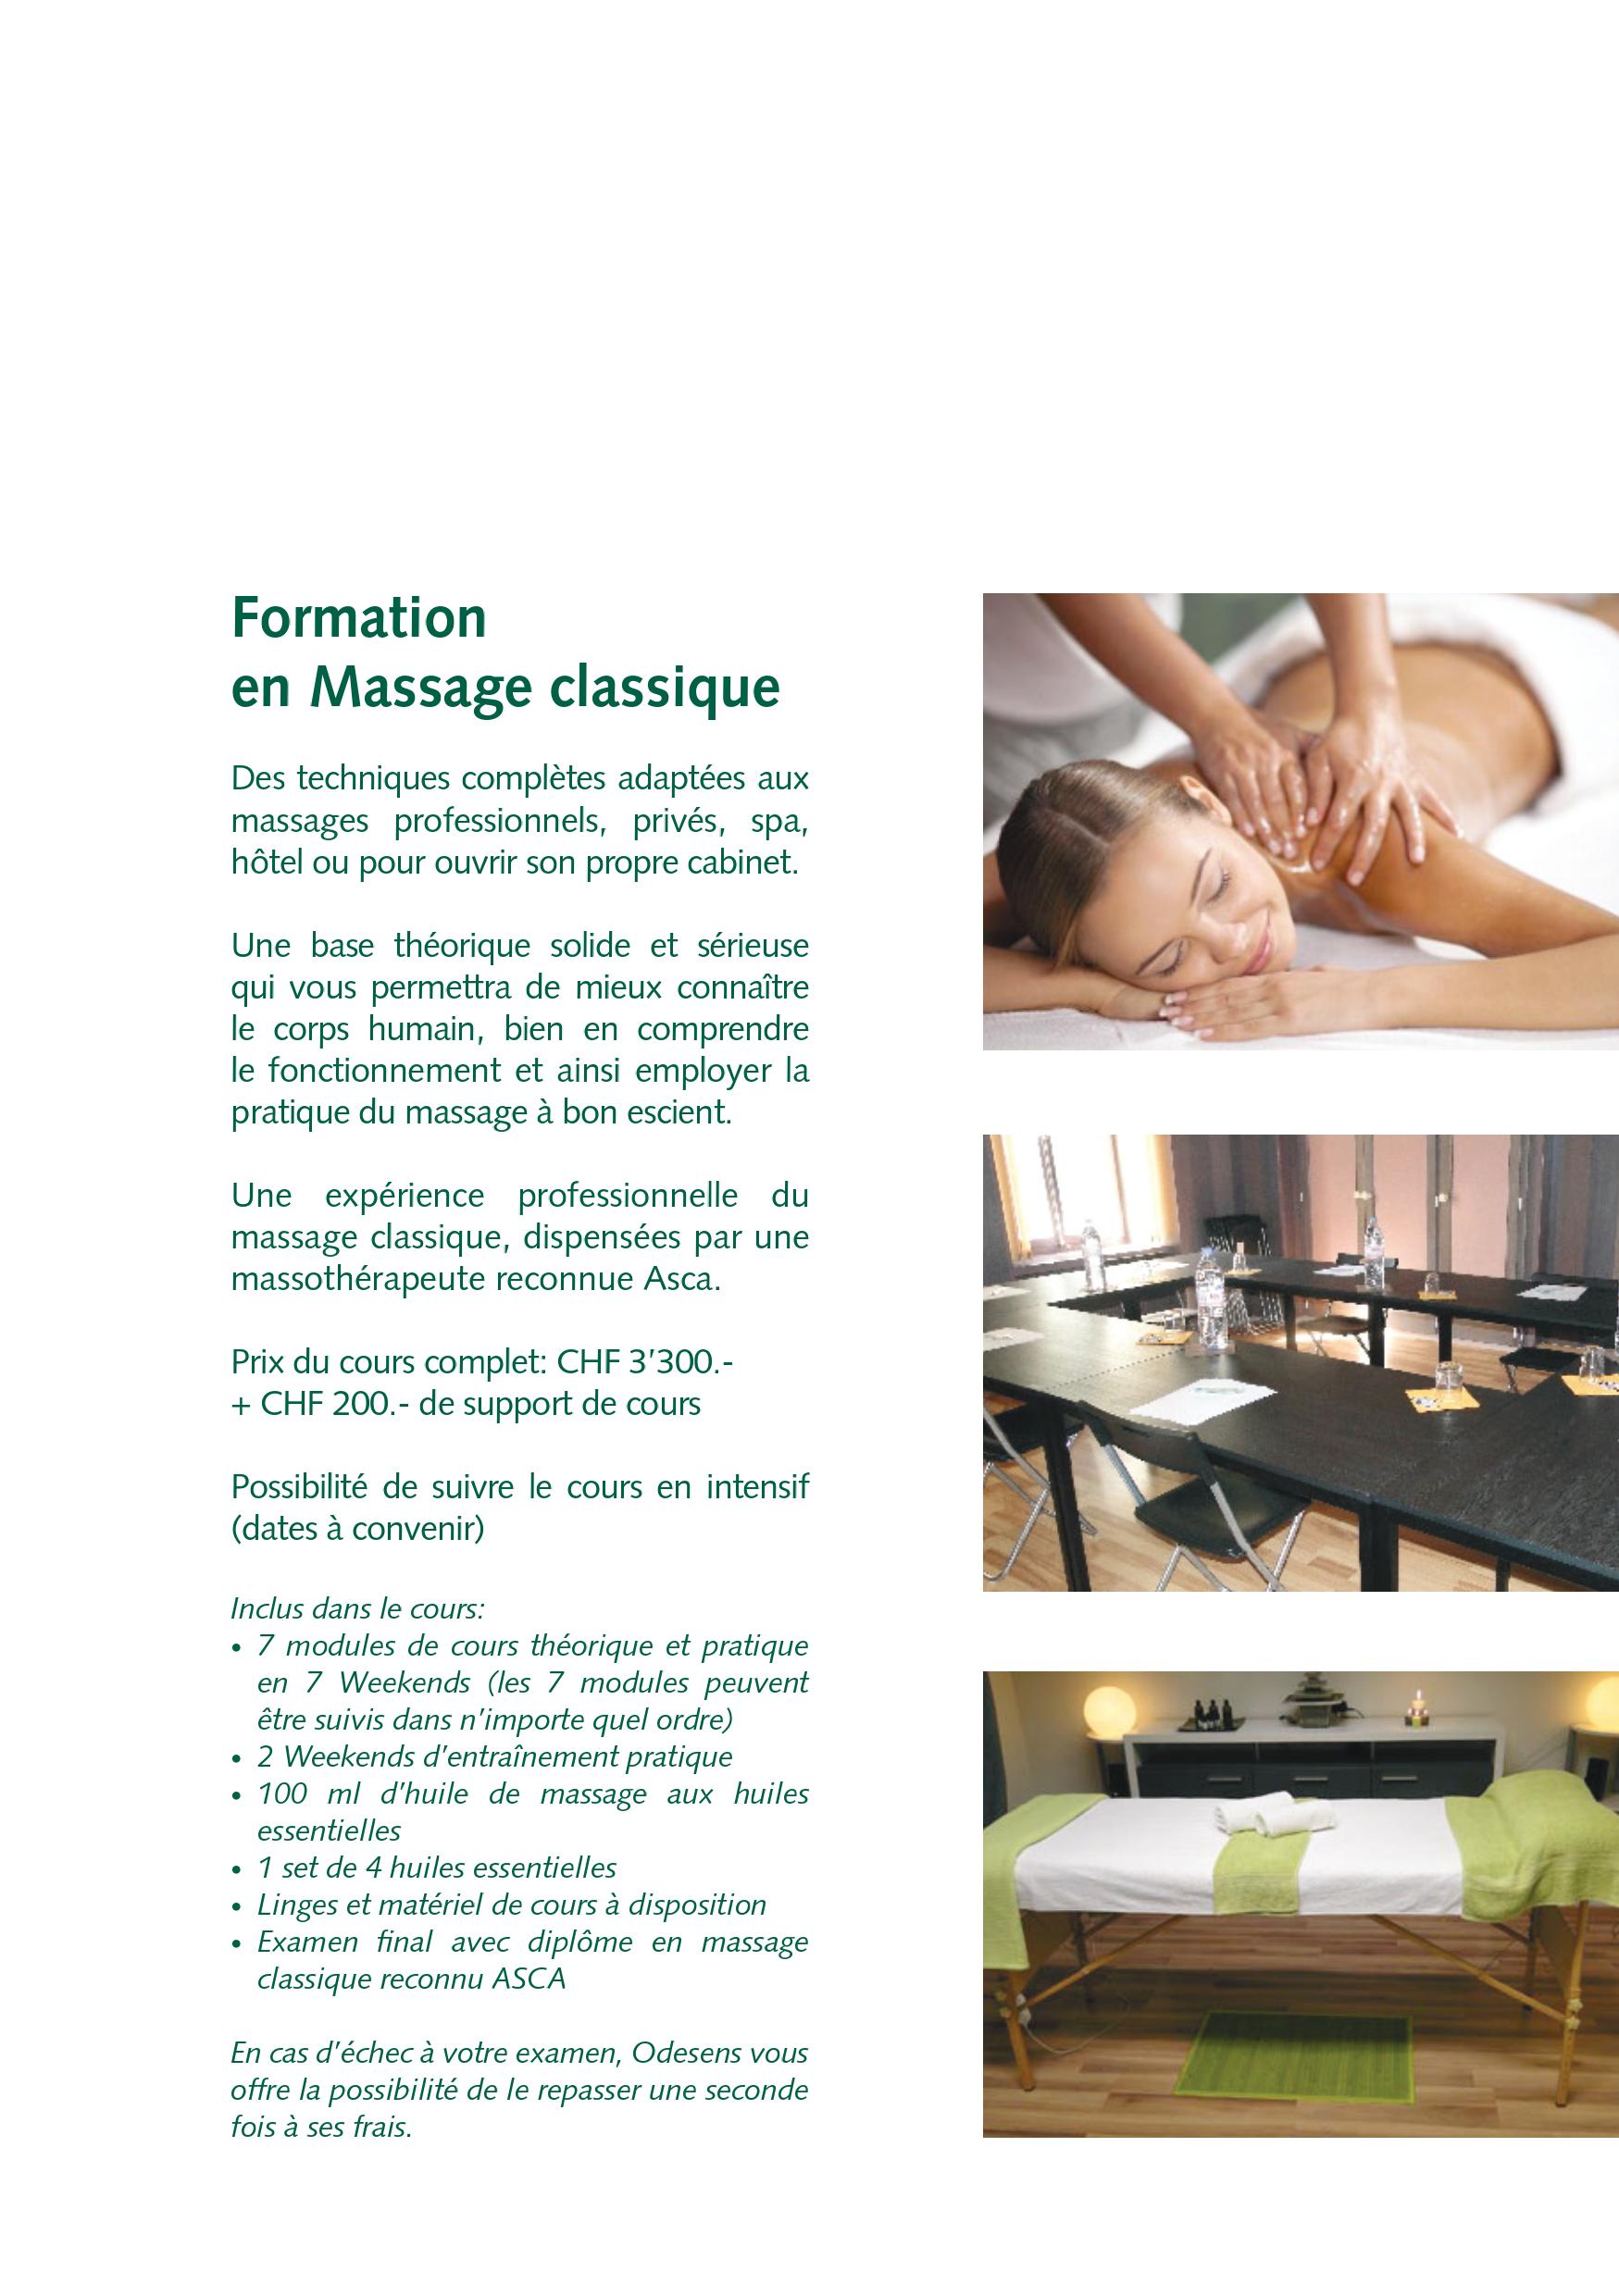 Formation
en Massage classique
Des techniques complètes adaptées aux
massages professionnels, privés, spa,
hôtel ou pour ouvrir son propre cabinet.
Une base théorique solide et sérieuse
qui vous permettra de mieux connaître
le corps humain, bien en comprendre
le fonctionnement et ainsi employer la
pratique du massage à bon escient.
Une expérience professionnelle du
massage classique, dispensées par une
massothérapeute reconnue Asca.
Prix du cours complet: CHF 3'300.-
+ CHF 200.- de support de cours
Possibilité de suivre le cours en intensif
(dates à convenir)
Inclus dans le cours:
• 7 modules de cours théorique et pratique
en 7 Weekends (les 7 modules peuvent
être suivis dans n'importe quel ordre)
• 2 Weekends d'entraînement pratique
• 100 ml d'huile de massage aux huiles
essentielles
• 1 set de 4 huiles essentielles
• Linges et matériel de cours à disposition
• Examen final avec diplôme en massage
classique reconnu ASCA
En cas d'échec à votre examen, Odesens vous
offre la possibilité de le repasser une seconde
fois à ses frais.